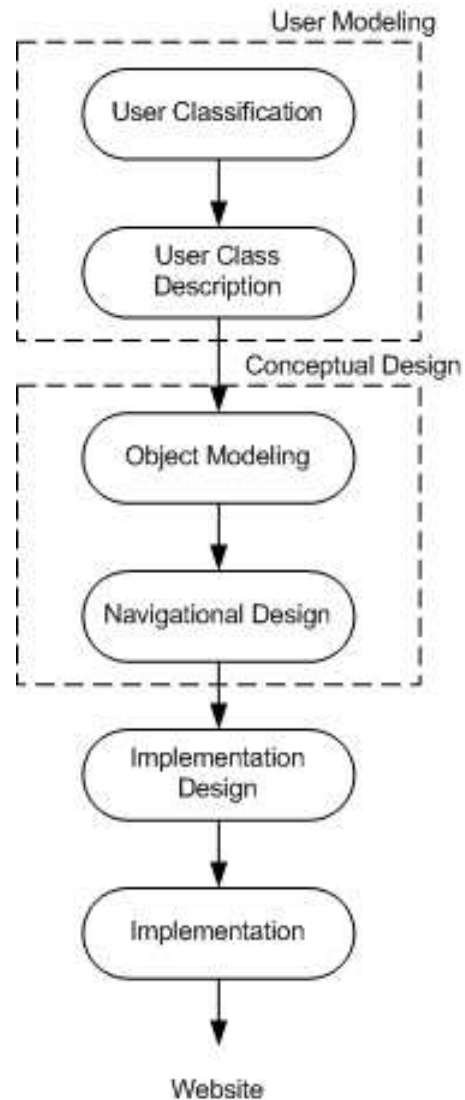 User Modeling
User Classification
User Class
Description
Conceptual Design
Object Modeling
Navigational Design
Implementation
Design
Implementation
Website